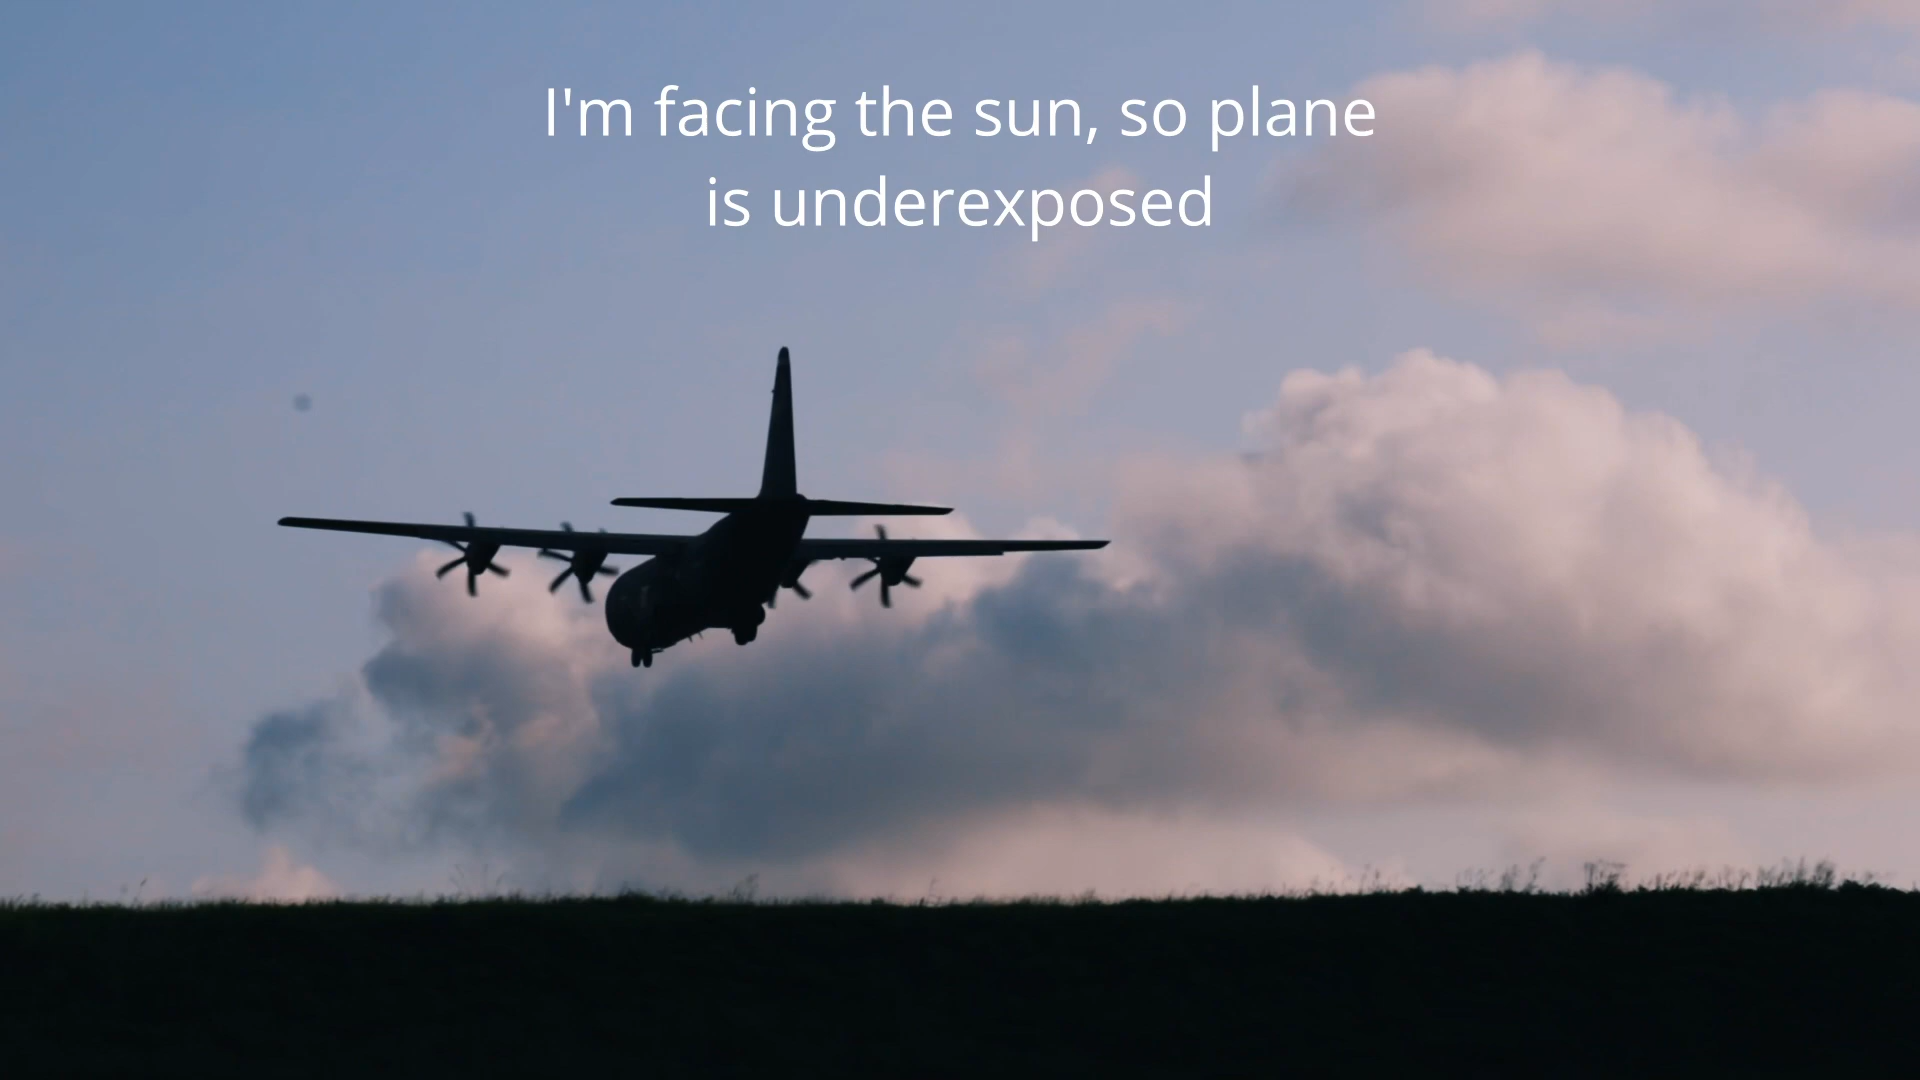 I'm facing the sun, so plane
is underexposed